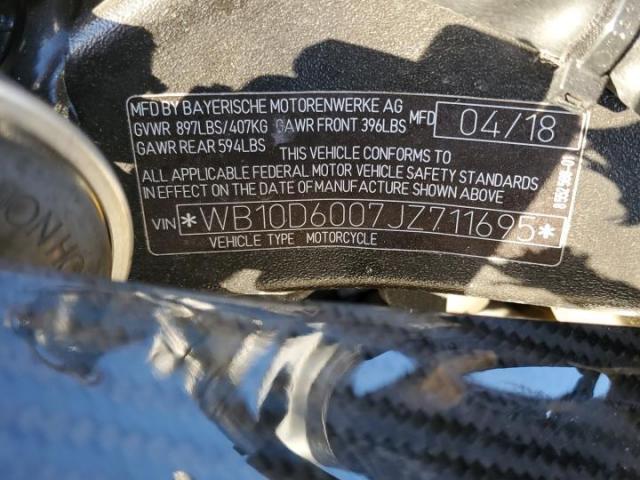 MFD BY BAYERISCHE MOTORENWERKE AG
GVWR 897LBS/407KG GAWR FRONT 396LBS MFD 04/18
GAWR REAR 594LBS THIS VEHICLE CONFORMS TO
ALL APPLICABLE FEDERAL MOTOR VEHICLE SAFETY STANDARDS
IN EFFECT ON THE DATE OF MANUFACTURE SHOWN ABOVE
VIN *WB10D6007JZ711695*
VEHICLE TYPE MOTORCYCLE